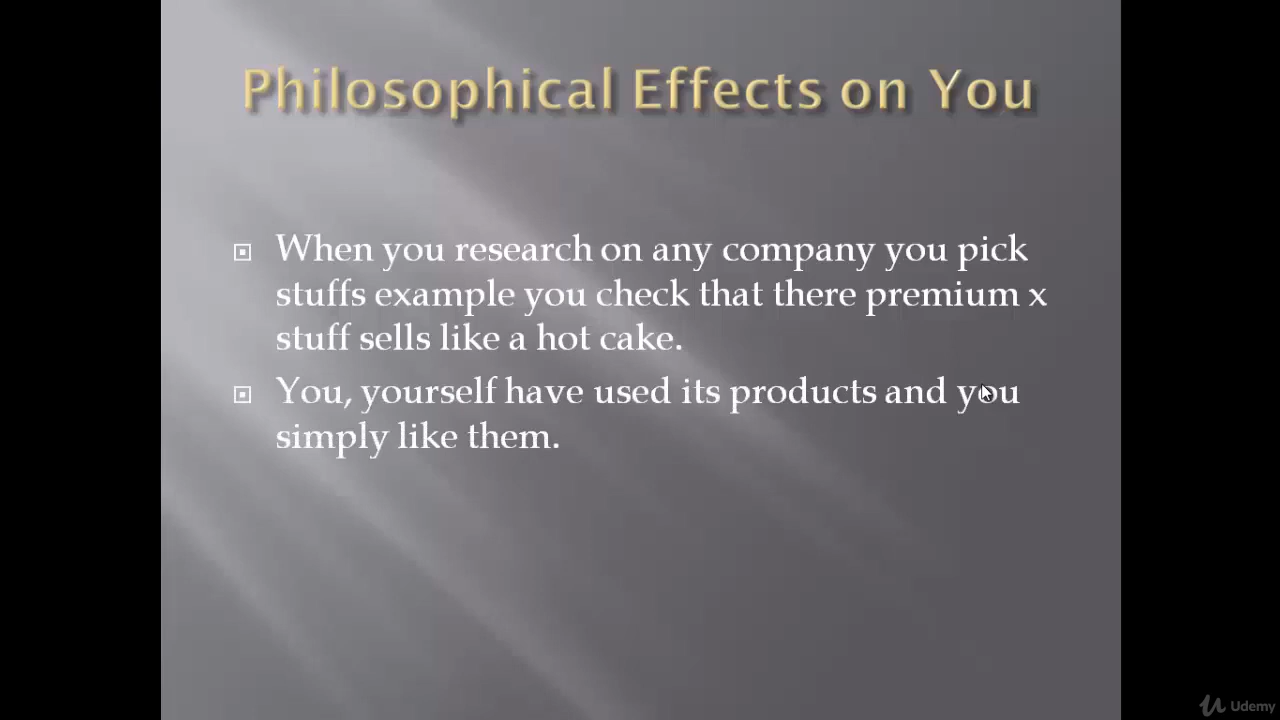 Philosophical Effects on You
When you research on any company you pick
stuffs example you check that there premium x
stuff sells like a hot cake.
You, yourself have used its products and you
simply like them.
Udemy